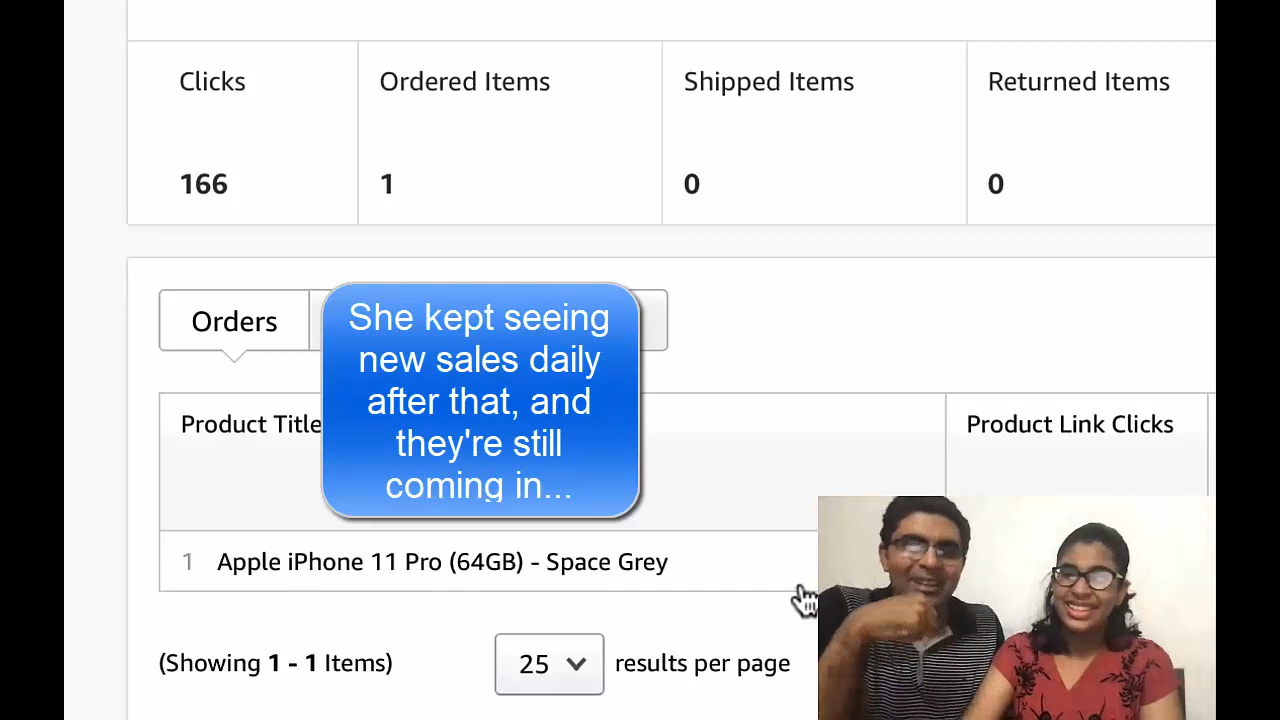 Clicks Ordered Items Shipped Items Returned Items
166 1 0 0
Orders
She kept seeing
new sales daily
after that, and
they're still
coming in...
Product Title Product Link Clicks
1 Apple iPhone 11 Pro (64GB) - Space Grey
(Showing 1 - 1 Items) 25 results per page